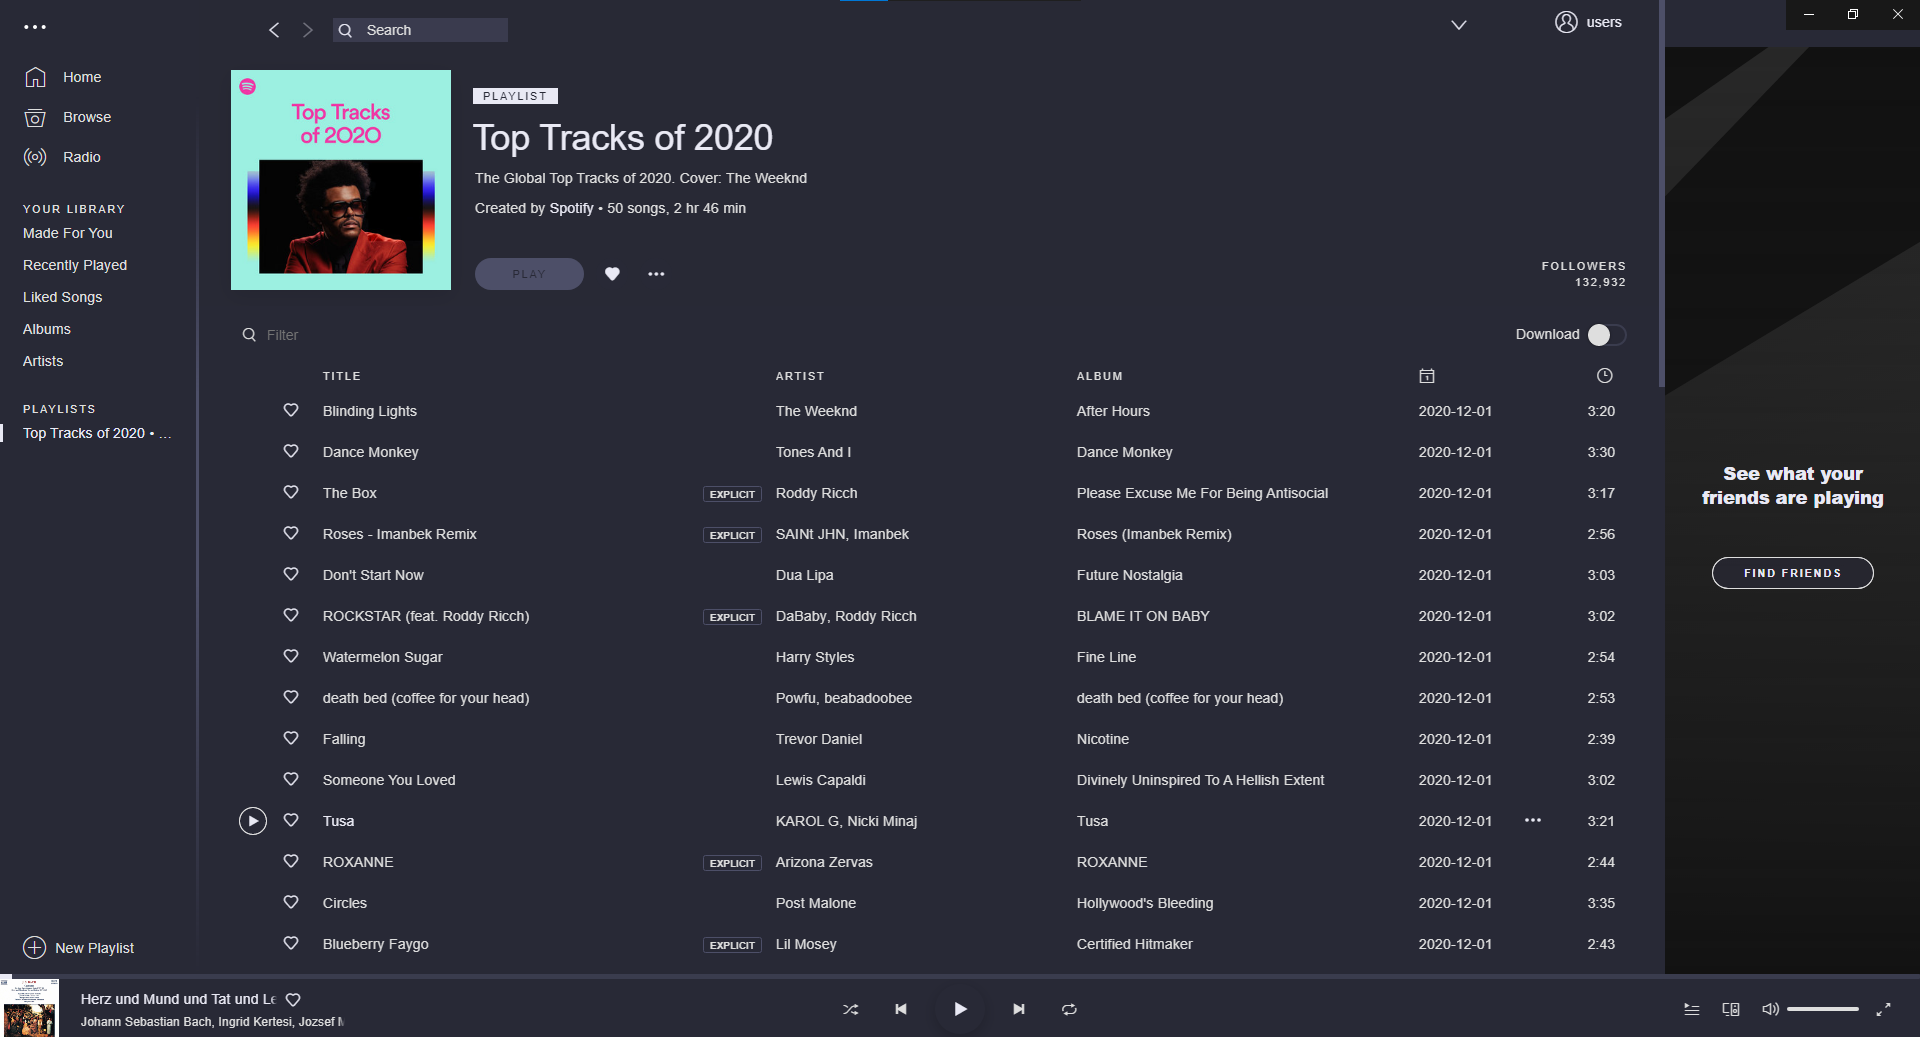 Search
users
Home
Browse
Radio
YOUR LIBRARY
Made For You
Recently Played
Liked Songs
Albums
Artists
PLAYLISTS
Top Tracks of 2020 • ...
New Playlist
Top Tracks
of 2020
PLAYLIST
Top Tracks of 2020
The Global Top Tracks of 2020. Cover: The Weeknd
Created by Spotify • 50 songs, 2 hr 46 min
PLAY
FOLLOWERS
132,932
Filter
Download
TITLE ARTIST ALBUM
Blinding Lights The Weeknd After Hours 2020-12-01 3:20
Dance Monkey Tones And I Dance Monkey 2020-12-01 3:30
The Box EXPLICIT Roddy Ricch Please Excuse Me For Being Antisocial 2020-12-01 3:17
Roses - Imanbek Remix EXPLICIT SAINt JHN, Imanbek Roses (Imanbek Remix) 2020-12-01 2:56
Don't Start Now Dua Lipa Future Nostalgia 2020-12-01 3:03
ROCKSTAR (feat. Roddy Ricch) EXPLICIT DaBaby, Roddy Ricch BLAME IT ON BABY 2020-12-01 3:02
Watermelon Sugar Harry Styles Fine Line 2020-12-01 2:54
death bed (coffee for your head) Powfu, beabadoobee death bed (coffee for your head) 2020-12-01 2:53
Falling Trevor Daniel Nicotine 2020-12-01 2:39
Someone You Loved Lewis Capaldi Divinely Uninspired To A Hellish Extent 2020-12-01 3:02
Tusa KAROL G, Nicki Minaj Tusa 2020-12-01 3:21
ROXANNE EXPLICIT Arizona Zervas ROXANNE 2020-12-01 2:44
Circles Post Malone Hollywood's Bleeding 2020-12-01 3:35
Blueberry Faygo EXPLICIT Lil Mosey Certified Hitmaker 2020-12-01 2:43
See what your
friends are playing
FIND FRIENDS
Herz und Mund und Tat und Le
Johann Sebastian Bach, Ingrid Kertesi, Jozsef